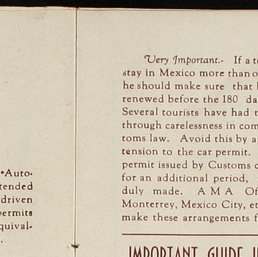 "Auto-
tended
driven
permits
quival-
.
Very Important.- If a t
stay in Mexico more than o
he should make sure that
renewed before the 180 da
Several tourists have had t
through carelessness in com
toms law. Avoid this by a
tension to the car permit.
permit issued by Customs c
for an additional period,
duly made. A M A Of
Monterrey, Mexico City, et
make these arrangements f
IMPORTANT GUIDE